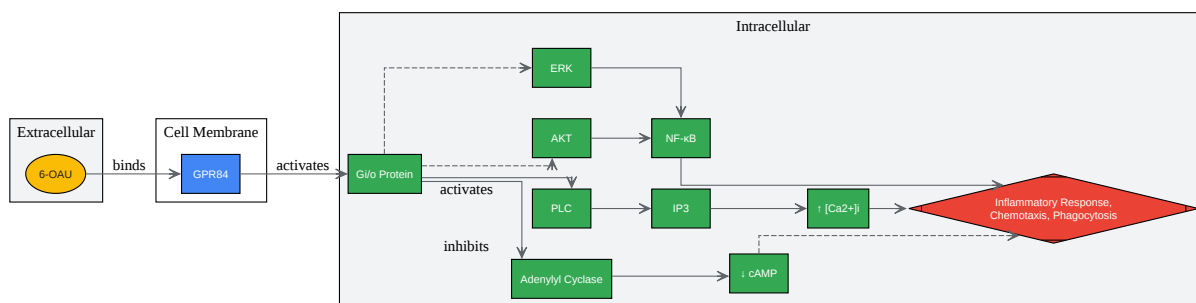 Intracellular
ERK
Extracellular
Cell Membrane
AKT
NF-κB
6-OAU
binds
GPR84
activates
Gi/o Protein
activates
PLC
IP3
↑ [Ca2+]i
Inflammatory Response,
Chemotaxis, Phagocytosis
inhibits
Adenylyl Cyclase
↓ cAMP